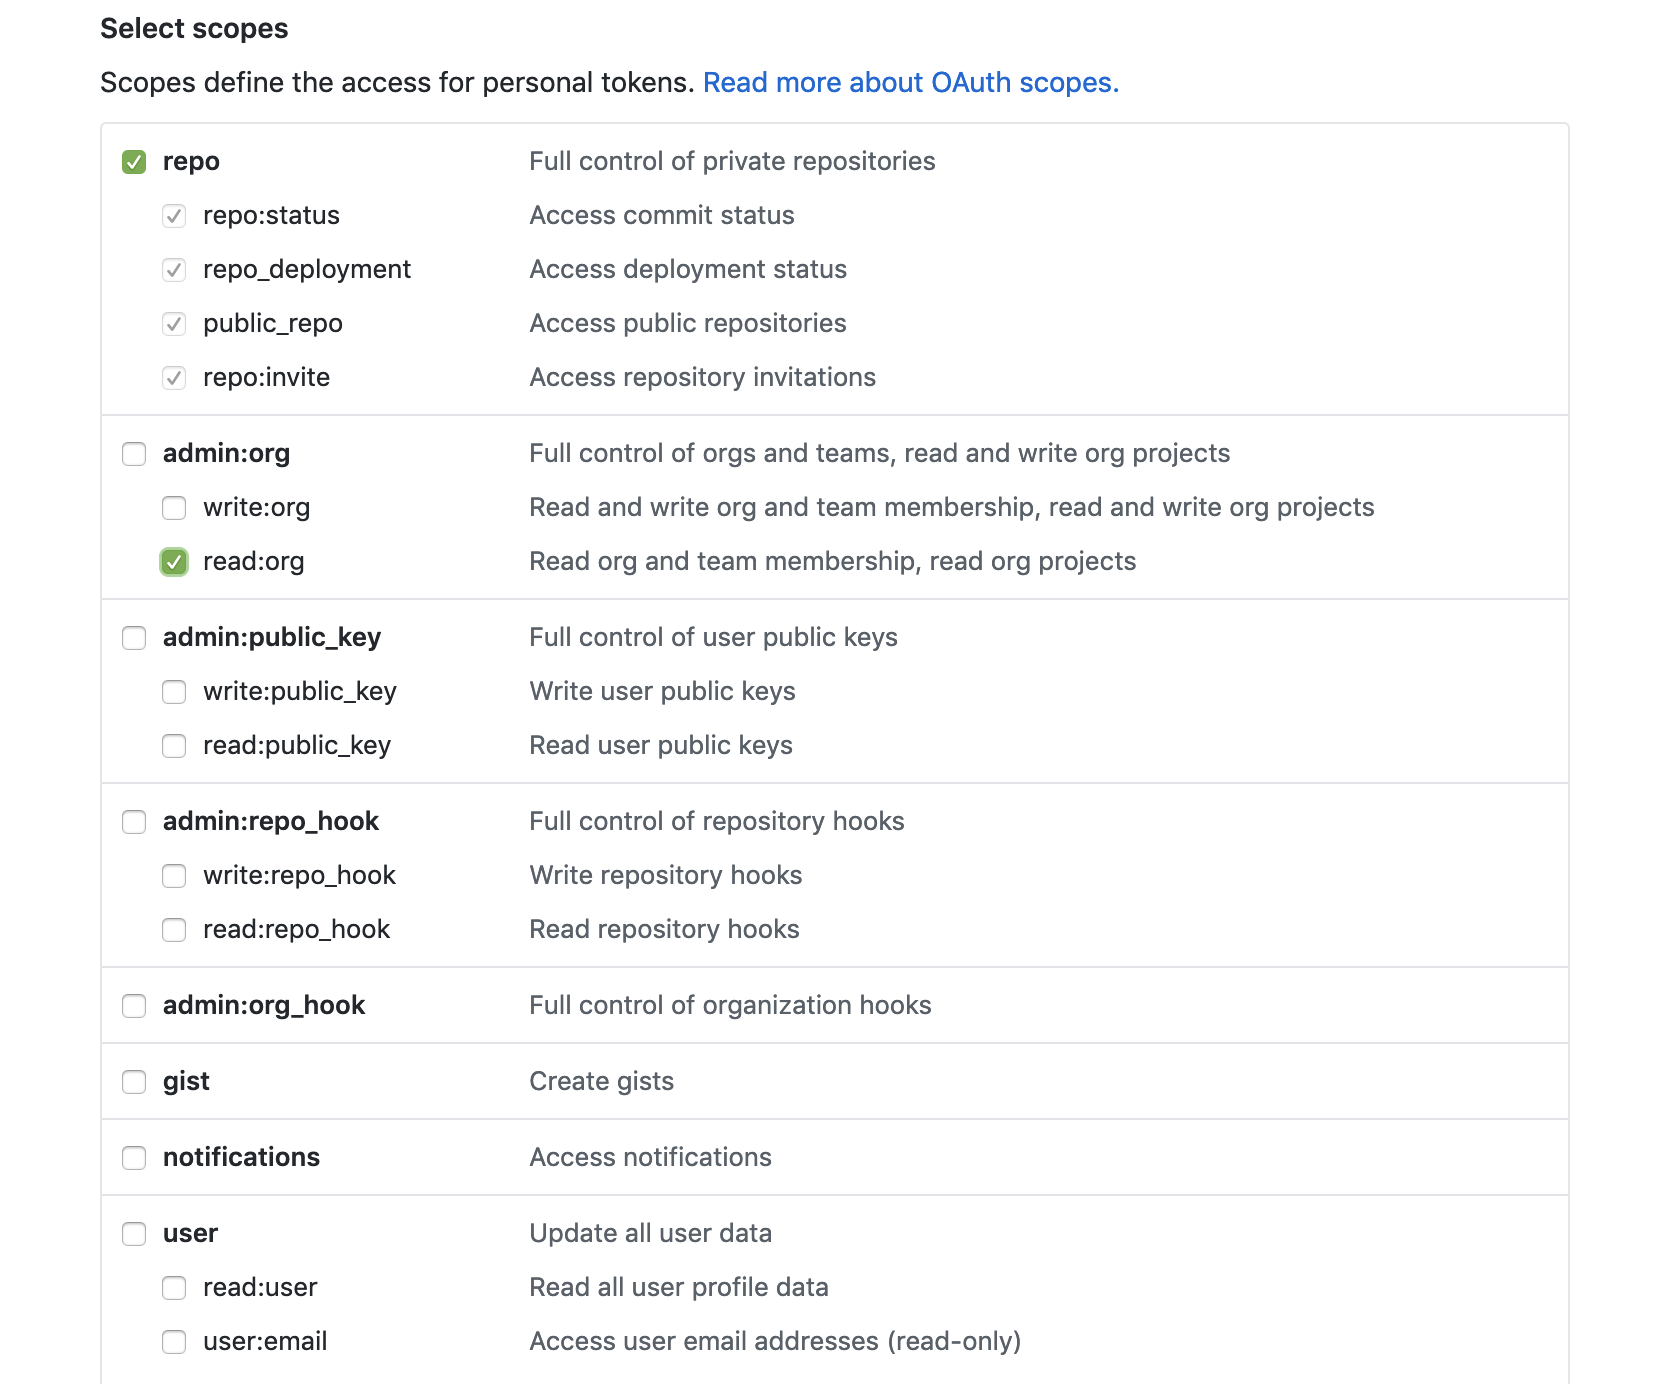 Select scopes
Scopes define the access for personal tokens. Read more about OAuth scopes.
repo Full control of private repositories
repo:status Access commit status
repo_deployment Access deployment status
public_repo Access public repositories
repo:invite Access repository invitations
admin:org Full control of orgs and teams, read and write org projects
write:org Read and write org and team membership, read and write org projects
read:org Read org and team membership, read org projects
admin:public_key Full control of user public keys
write:public_key Write user public keys
read:public_key Read user public keys
admin:repo_hook Full control of repository hooks
write:repo_hook Write repository hooks
read:repo_hook Read repository hooks
admin:org_hook Full control of organization hooks
gist Create gists
notifications Access notifications
user Update all user data
read:user Read all user profile data
user:email Access user email addresses (read-only)